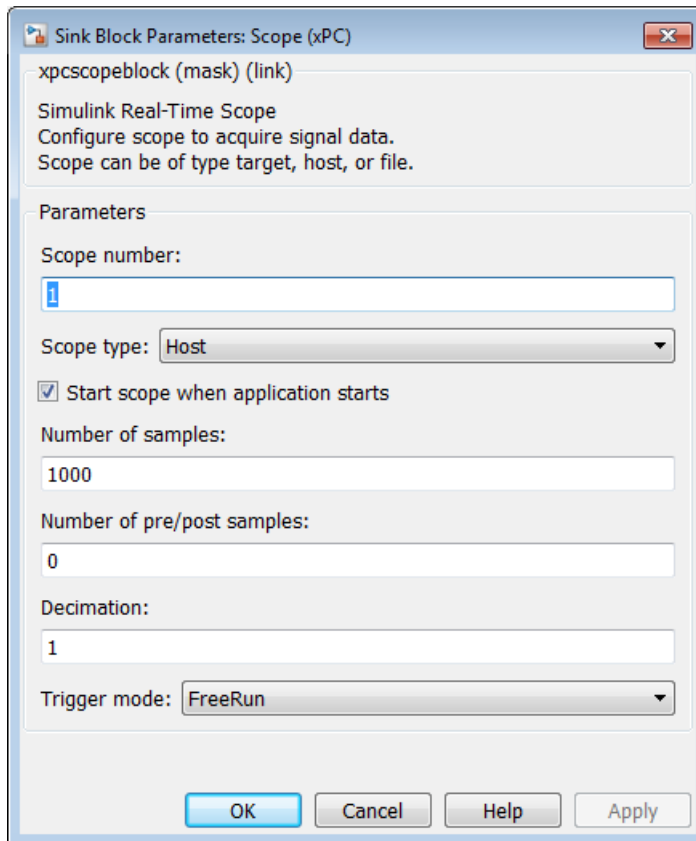 Sink Block Parameters: Scope (xPC)
xpcscopeblock (mask) (link)
Simulink Real-Time Scope
Configure scope to acquire signal data.
Scope can be of type target, host, or file.
Parameters
Scope number:
1
Scope type: Host
Start scope when application starts
Number of samples:
1000
Number of pre/post samples:
0
Decimation:
1
Trigger mode: FreeRun
OK Cancel Help Apply